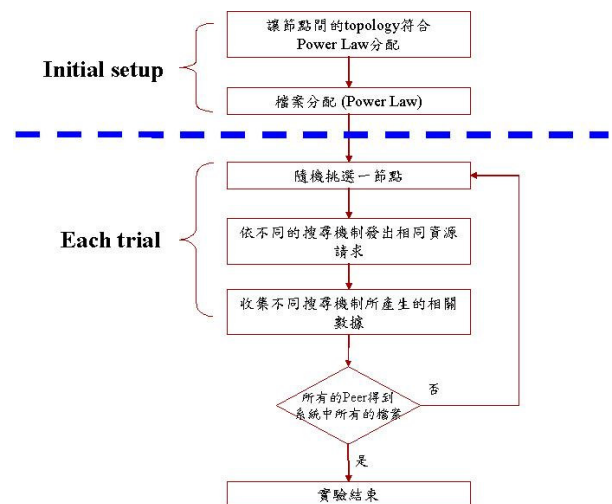 讓節點間的topology符合
Power Law分配
Initial setup
檔案分配 (Power Law)
隨機挑選一節點
Each trial
依不同的搜尋機制發出相同資源
請求
收集不同搜尋機制所產生的相關
數據
所有的Peer得到
系統中所有的檔案
否
是
實驗結束